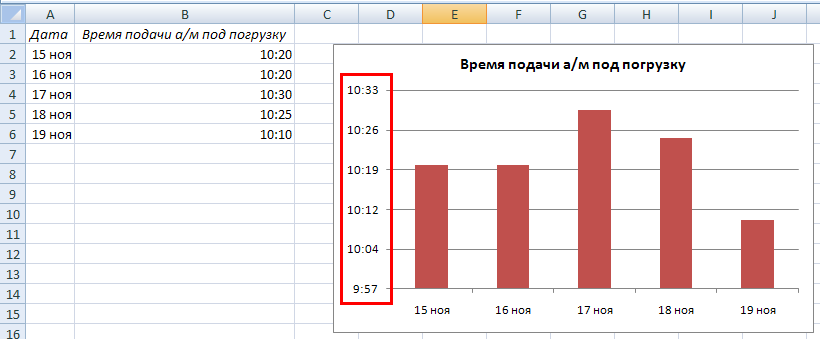 A B C D E F G H I J
1 Дата Время подачи а/м под погрузку
2 15 ноя 10:20
3 16 ноя 10:20
4 17 ноя 10:30
5 18 ноя 10:25
6 19 ноя 10:10
7
8
9
10
11
12
13
14
15
16
Время подачи а/м под погрузку
10:33
10:26
10:19
10:12
10:04
9:57
15 ноя 16 ноя 17 ноя 18 ноя 19 ноя